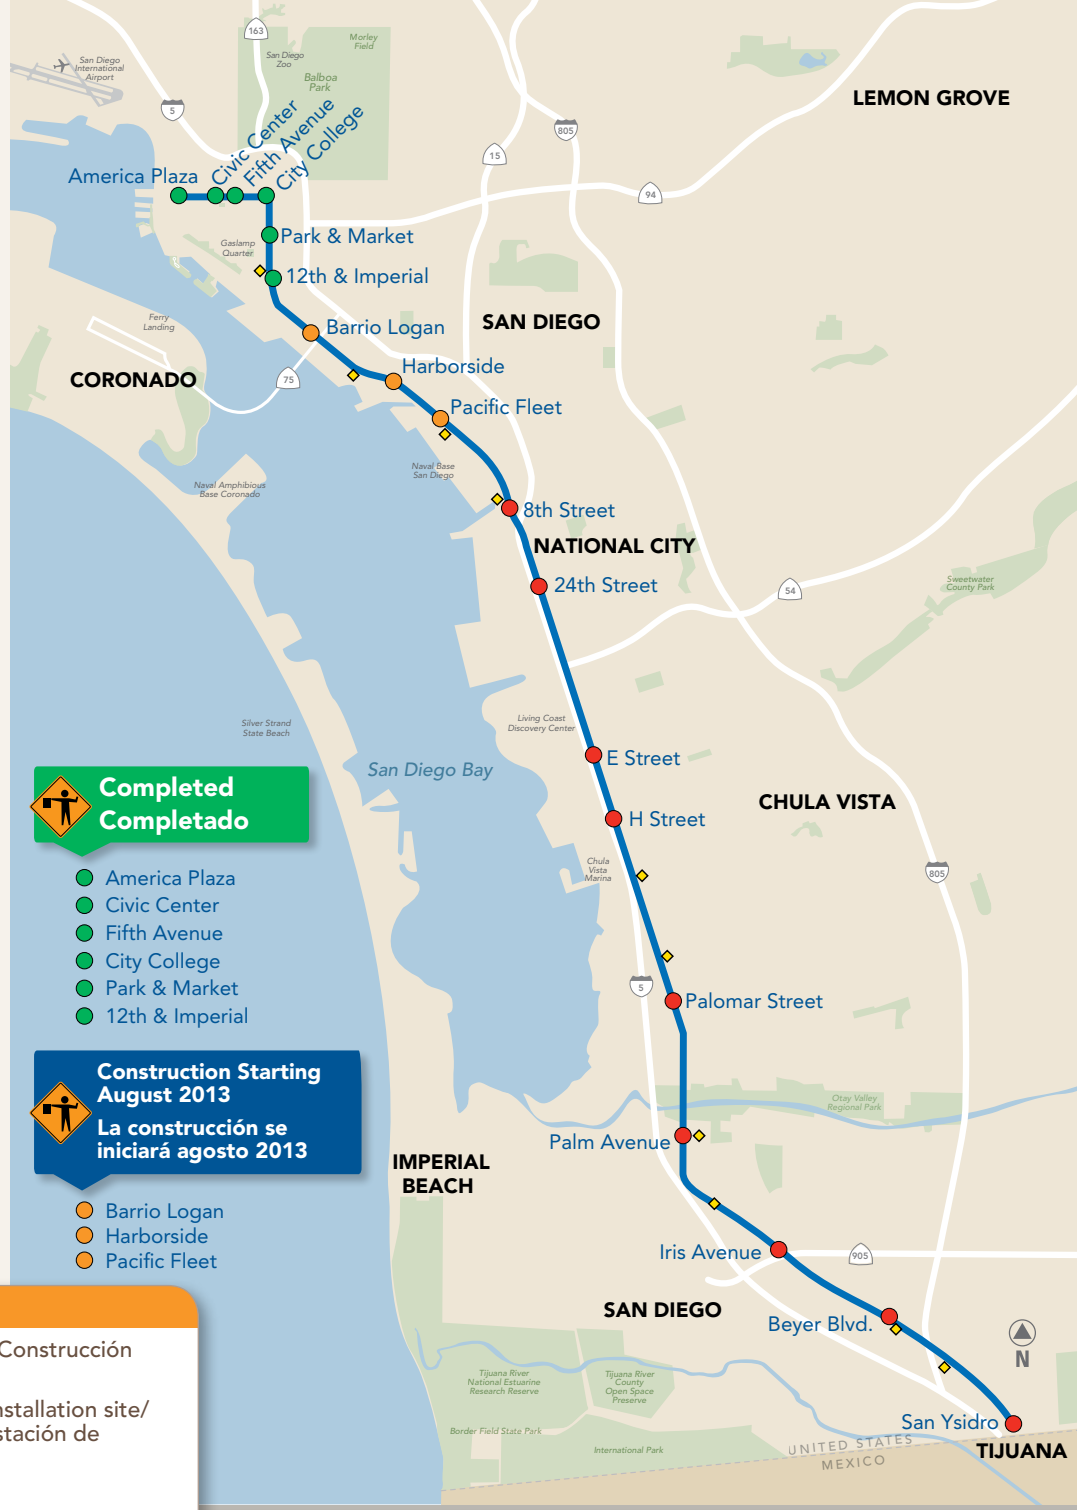 163
Morley
Field
San Diego
Zoo
San Diego
International
Airport
Balboa
Park
5
LEMON GROVE
805
15
Civic Center
Fifth Avenue
City College
America Plaza
94
Park & Market
Gaslamp
Quarter
12th & Imperial
Ferry
Landing
Barrio Logan
SAN DIEGO
CORONADO
75
Harborside
Pacific Fleet
Naval Base
San Diego
Naval Amphibious
Base Coronado
8th Street
NATIONAL CITY
24th Street
54
Sweetwater
County Park
Silver Strand
State Beach
Living Coast
Discovery Center
E Street
San Diego Bay
CHULA VISTA
H Street
Chula
Vista
Marina
805
5
Palomar Street
Otay Valley
Regional Park
Palm Avenue
IMPERIAL
BEACH
Iris Avenue
905
SAN DIEGO
Beyer Blvd.
N
Tijuana River
National Estuarine
Research Reserve
Tijuana River
County
Open Space
Preserve
San Ysidro
Border Field State Park
International Park
UNITED STATES
MEXICO
TIJUANA
Completed
Completado
America Plaza
Civic Center
Fifth Avenue
City College
Park & Market
12th & Imperial
Construction Starting
August 2013
La construcción se
iniciará agosto 2013
Barrio Logan
Harborside
Pacific Fleet
Construcción
nstallation site/
stación de